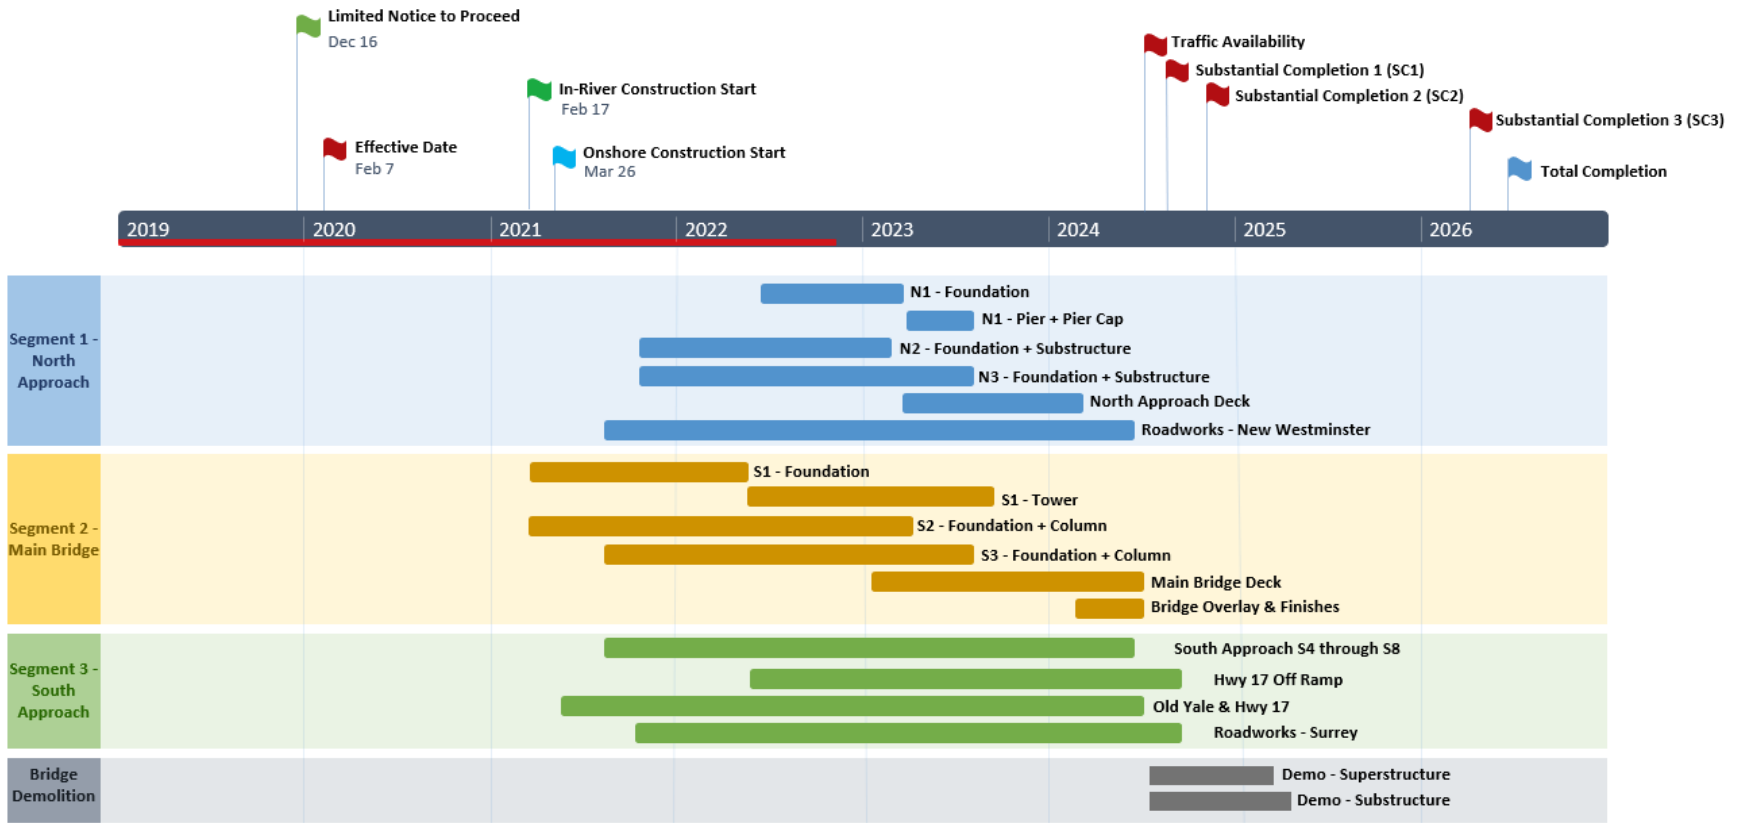 Limited Notice to Proceed
Dec 16
Traffic Availability
Substantial Completion 1 (SC1)
In-River Construction Start
Feb 17
Substantial Completion 2 (SC2)
Substantial Completion 3 (SC3)
Effective Date
Feb 7
Onshore Construction Start
Mar 26
Total Completion
2019 2020 2021 2022 2023 2024 2025 2026
Segment 1 -
North
Approach
N1 - Foundation
N1 - Pier + Pier Cap
N2 - Foundation + Substructure
N3 - Foundation + Substructure
North Approach Deck
Roadworks - New Westminster
Segment 2 -
Main Bridge
S1 - Foundation
S1 - Tower
S2 - Foundation + Column
S3 - Foundation + Column
Main Bridge Deck
Bridge Overlay & Finishes
Segment 3 -
South
Approach
South Approach S4 through S8
Hwy 17 Off Ramp
Old Yale & Hwy 17
Roadworks - Surrey
Bridge
Demolition
Demo - Superstructure
Demo - Substructure